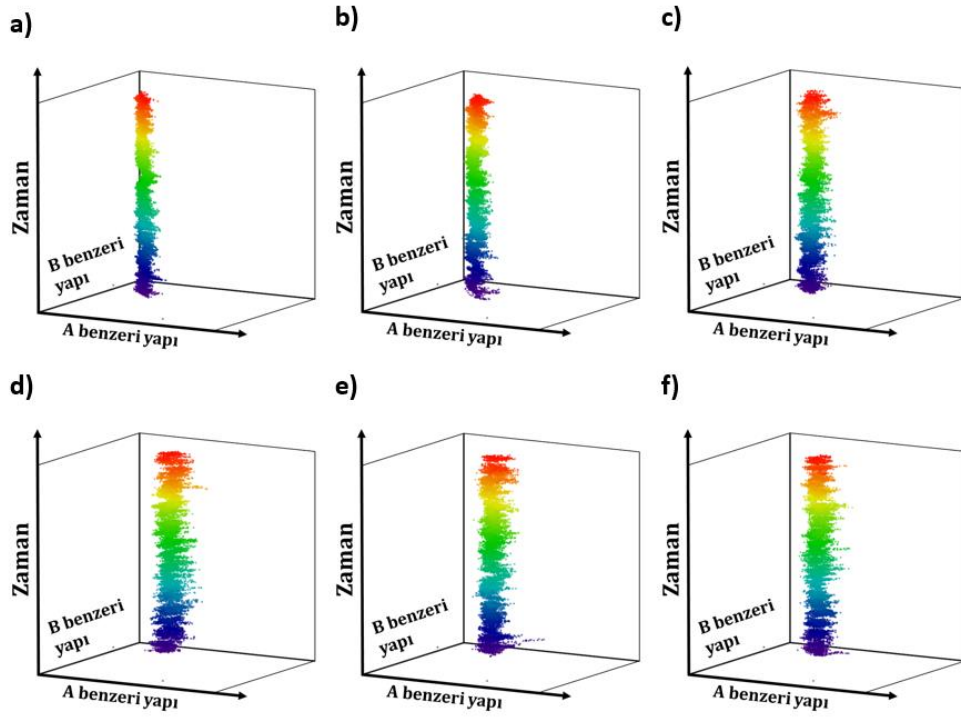 a)
Zaman
B benzeri
yapı
A benzeri yapı
b)
Zaman
B benzeri
yapı
A benzeri yapı
c)
Zaman
B benzeri
yapı
A benzeri yapı
d)
Zaman
B benzeri
yapı
A benzeri yapı
e)
Zaman
B benzeri
yapı
A benzeri yapı
f)
Zaman
B benzeri
yapı
A benzeri yapı